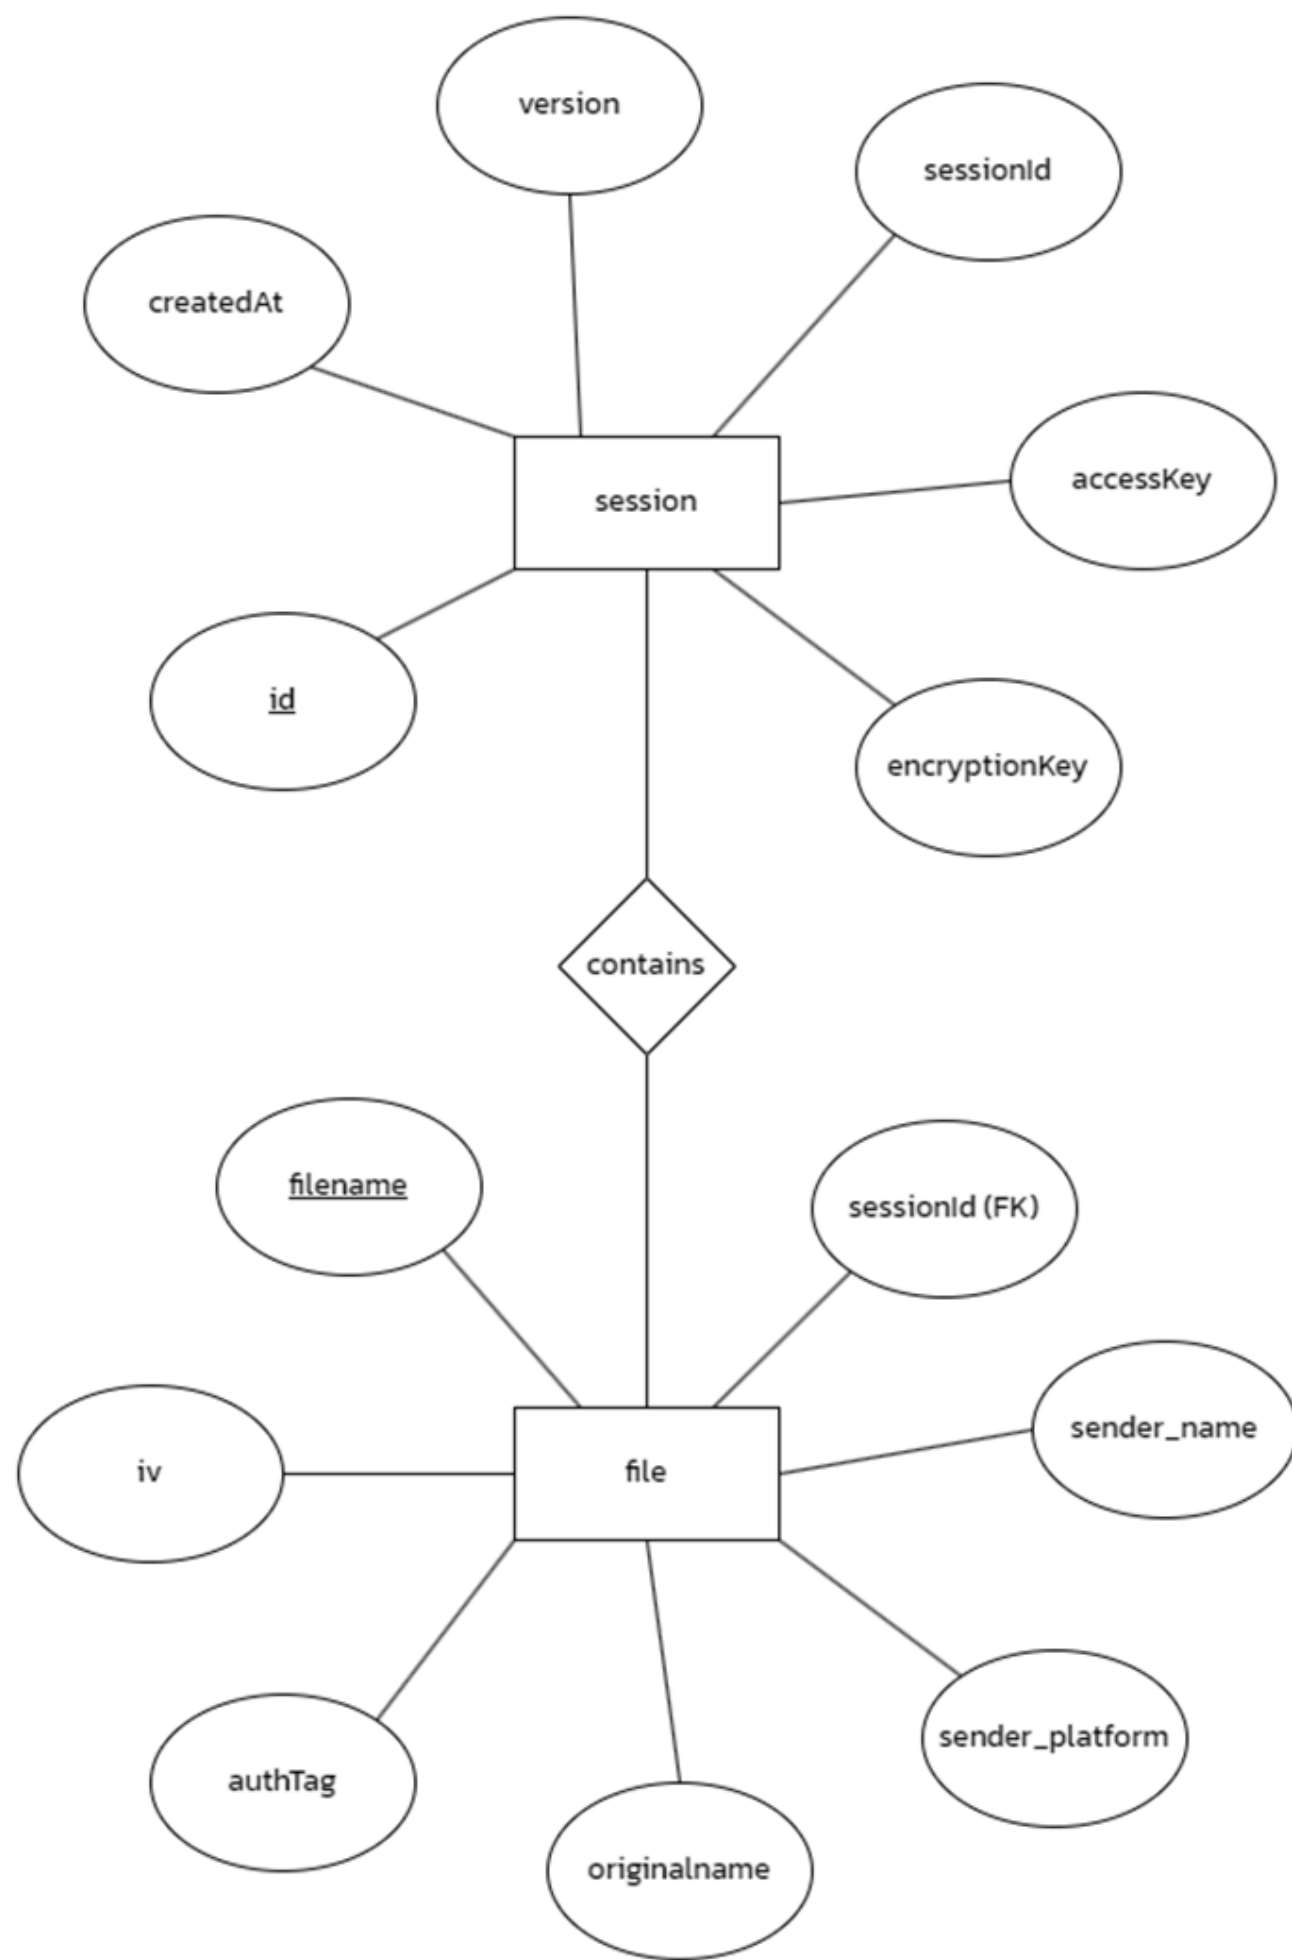 version
sessionId
createdAt
accessKey
session
id
encryptionKey
contains
filename
sessionId (FK)
sender_name
iv
file
sender_platform
authTag
originalname